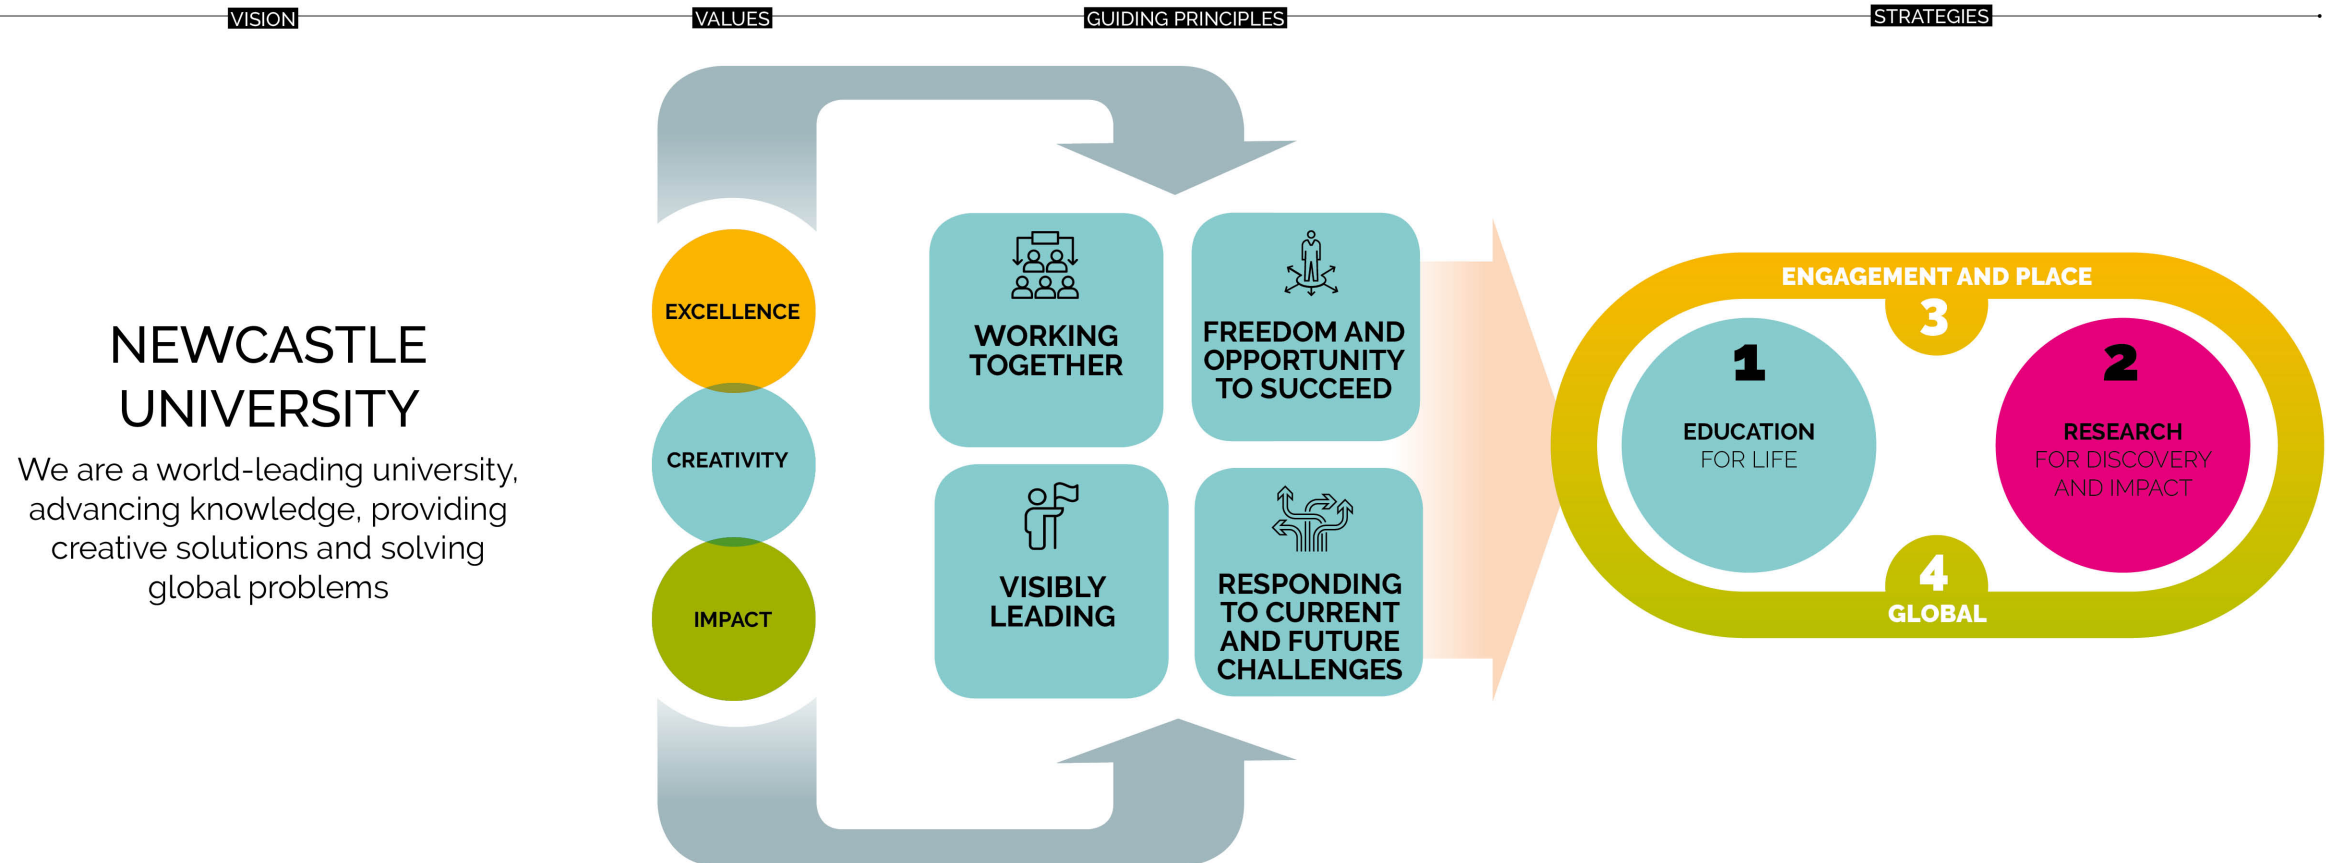 VISION
VALUES
GUIDING PRINCIPLES
STRATEGIES
NEWCASTLE
UNIVERSITY
We are a world-leading university,
advancing knowledge, providing
creative solutions and solving
global problems
EXCELLENCE
CREATIVITY
IMPACT
WORKING
TOGETHER
FREEDOM AND
OPPORTUNITY
TO SUCCEED
VISIBLY
LEADING
RESPONDING
TO CURRENT
AND FUTURE
CHALLENGES
ENGAGEMENT AND PLACE
3
1
EDUCATION
FOR LIFE
2
RESEARCH
FOR DISCOVERY
AND IMPACT
4
GLOBAL